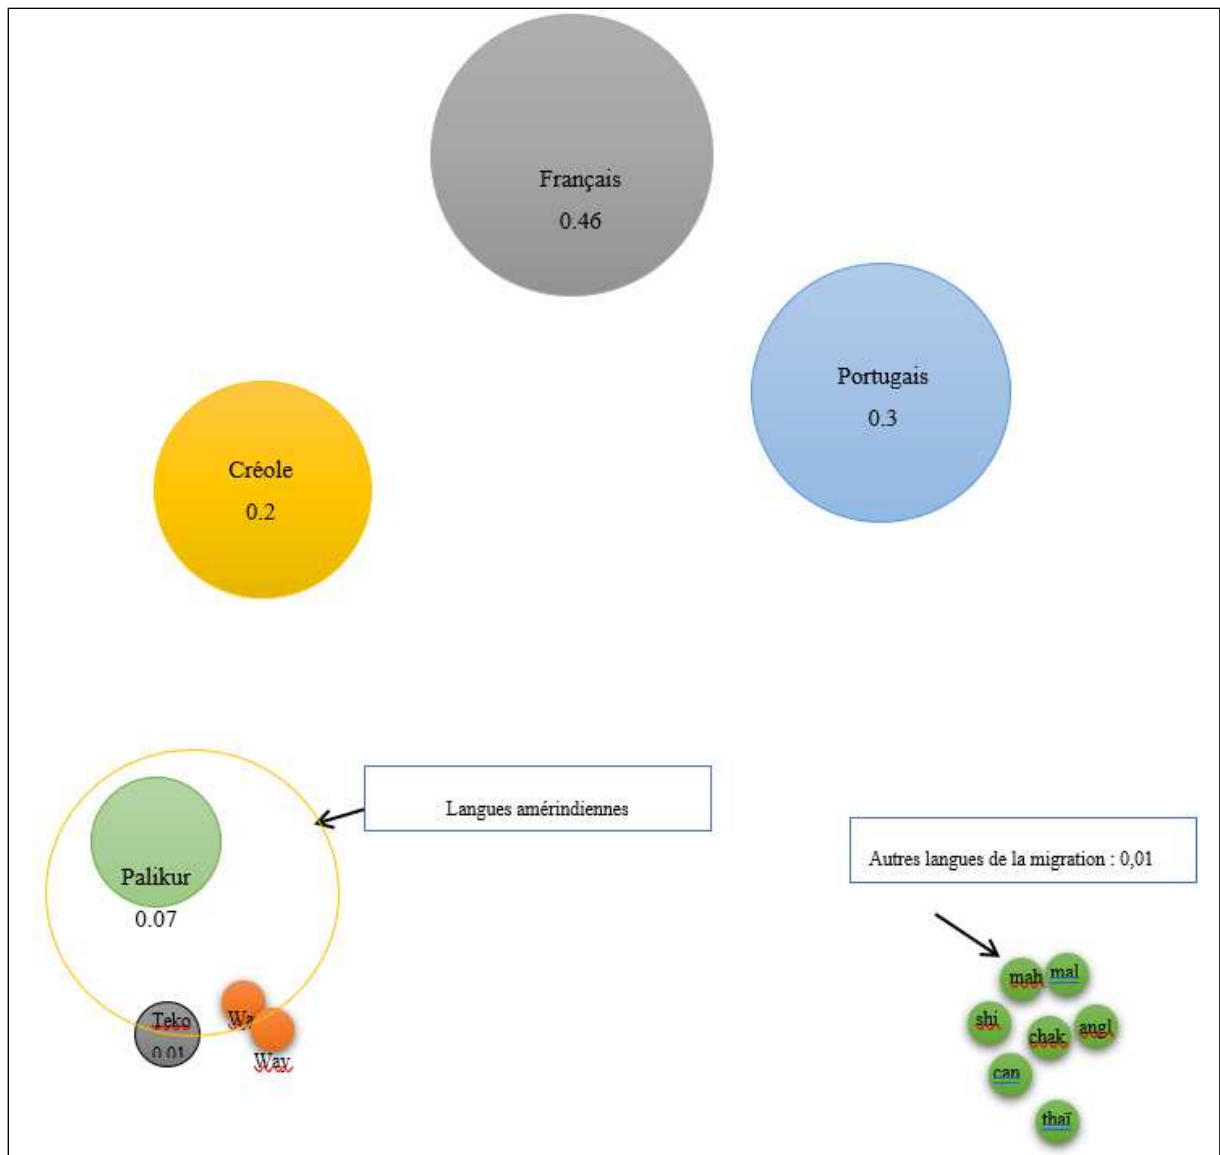 Français
0.46
Portugais
0.3
Créole
0.2
Langues amérindiennes
Autres langues de la migration : 0,01
Palikur
0.07
mah
mal
shi
chak
angl
can
thaï
Teko
0.01
Wa
Way